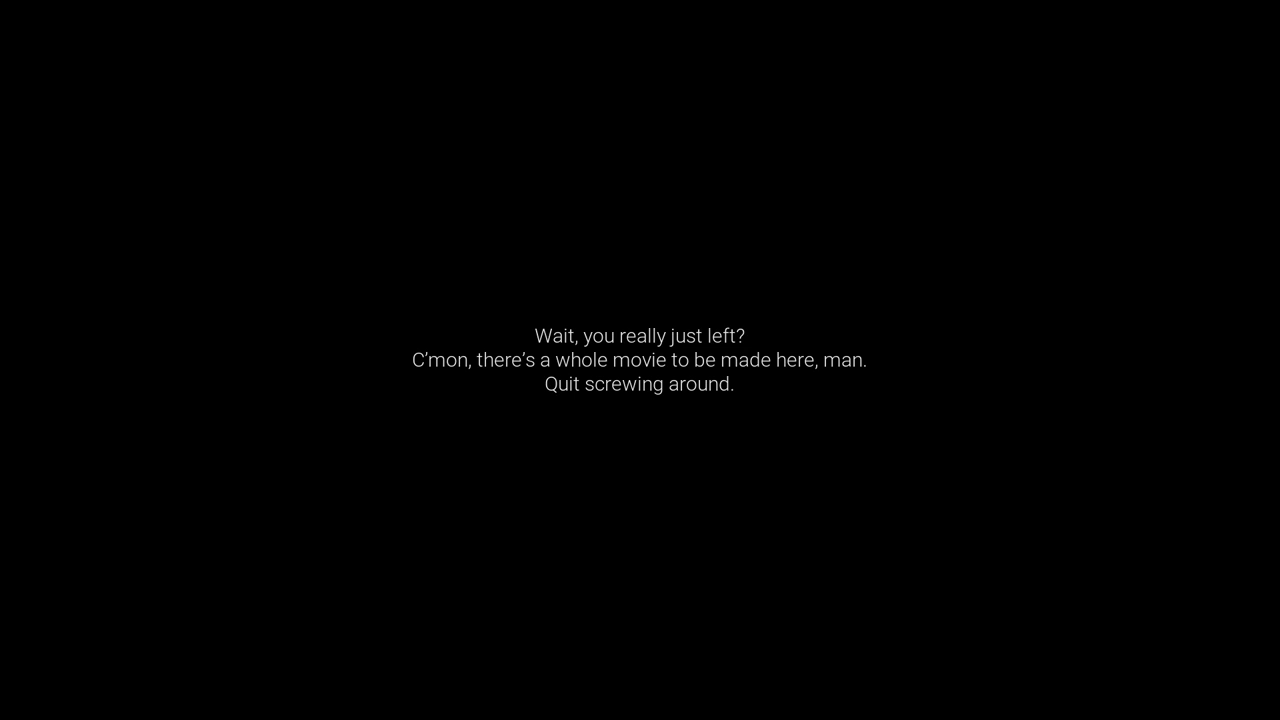 Wait, you really just left?
C’mon, there’s a whole movie to be made here, man.
Quit screwing around.